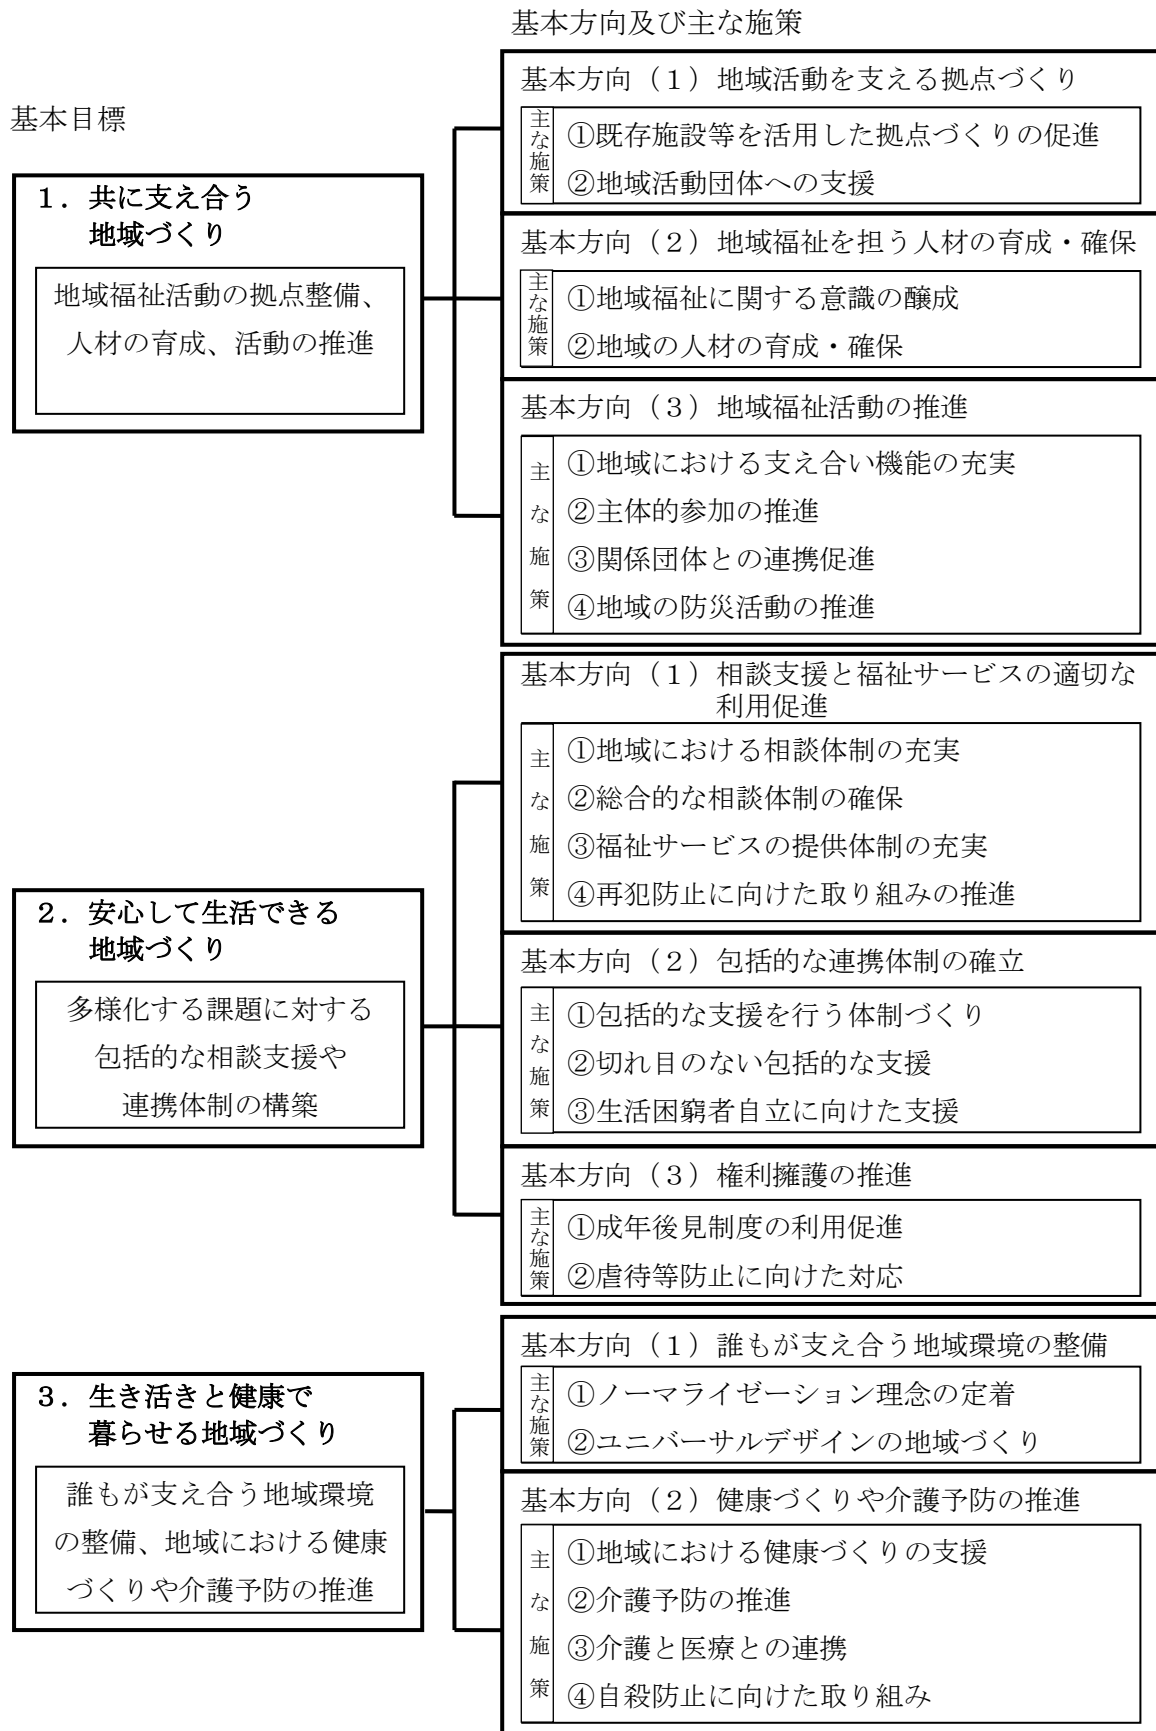 基本方向及び主な施策
基本目標
１．共に支え合う
地域づくり
地域福祉活動の拠点整備、
人材の育成、活動の推進
基本方向（１）地域活動を支える拠点づくり
主な施策
①既存施設等を活用した拠点づくりの促進
②地域活動団体への支援
基本方向（２）地域福祉を担う人材の育成・確保
主な施策
①地域福祉に関する意識の醸成
②地域の人材の育成・確保
基本方向（３）地域福祉活動の推進
主な施策
①地域における支え合い機能の充実
②主体的参加の推進
③関係団体との連携促進
④地域の防災活動の推進
２．安心して生活できる
地域づくり
多様化する課題に対する
包括的な相談支援や
連携体制の構築
基本方向（１）相談支援と福祉サービスの適切な
利用促進
主な施策
①地域における相談体制の充実
②総合的な相談体制の確保
③福祉サービスの提供体制の充実
④再犯防止に向けた取り組みの推進
基本方向（２）包括的な連携体制の確立
主な施策
①包括的な支援を行う体制づくり
②切れ目のない包括的な支援
③生活困窮者自立に向けた支援
基本方向（３）権利擁護の推進
主な施策
①成年後見制度の利用促進
②虐待等防止に向けた対応
３．生き活きと健康で
暮らせる地域づくり
誰もが支え合う地域環境
の整備、地域における健康
づくりや介護予防の推進
基本方向（１）誰もが支え合う地域環境の整備
主な施策
①ノーマライゼーション理念の定着
②ユニバーサルデザインの地域づくり
基本方向（２）健康づくりや介護予防の推進
主な施策
①地域における健康づくりの支援
②介護予防の推進
③介護と医療との連携
④自殺防止に向けた取り組み